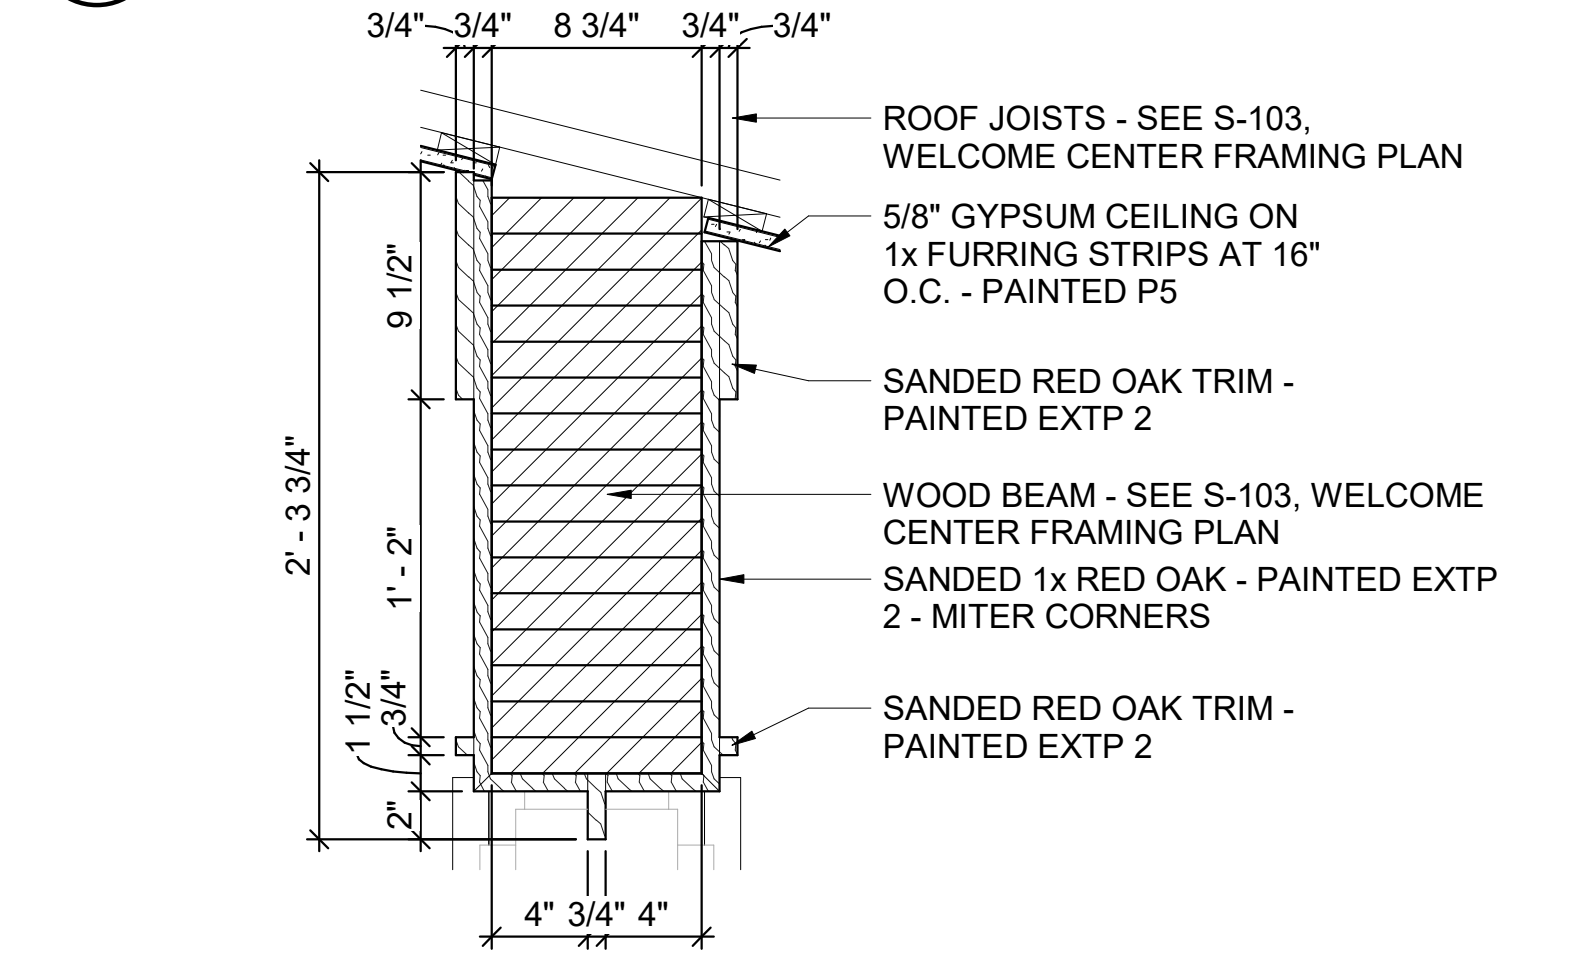 3/4" 3/4" 8 3/4" 3/4" 3/4"
ROOF JOISTS - SEE S-103,
WELCOME CENTER FRAMING PLAN
5/8" GYPSUM CEILING ON
1x FURRING STRIPS AT 16"
O.C. - PAINTED P5
9 1/2"
SANDED RED OAK TRIM -
PAINTED EXTP 2
2' - 3 3/4"
WOOD BEAM - SEE S-103, WELCOME
CENTER FRAMING PLAN
1' - 2"
SANDED 1x RED OAK - PAINTED EXTP
2 - MITER CORNERS
1 1/2"
3/4"
SANDED RED OAK TRIM -
PAINTED EXTP 2
2"
4" 3/4" 4"